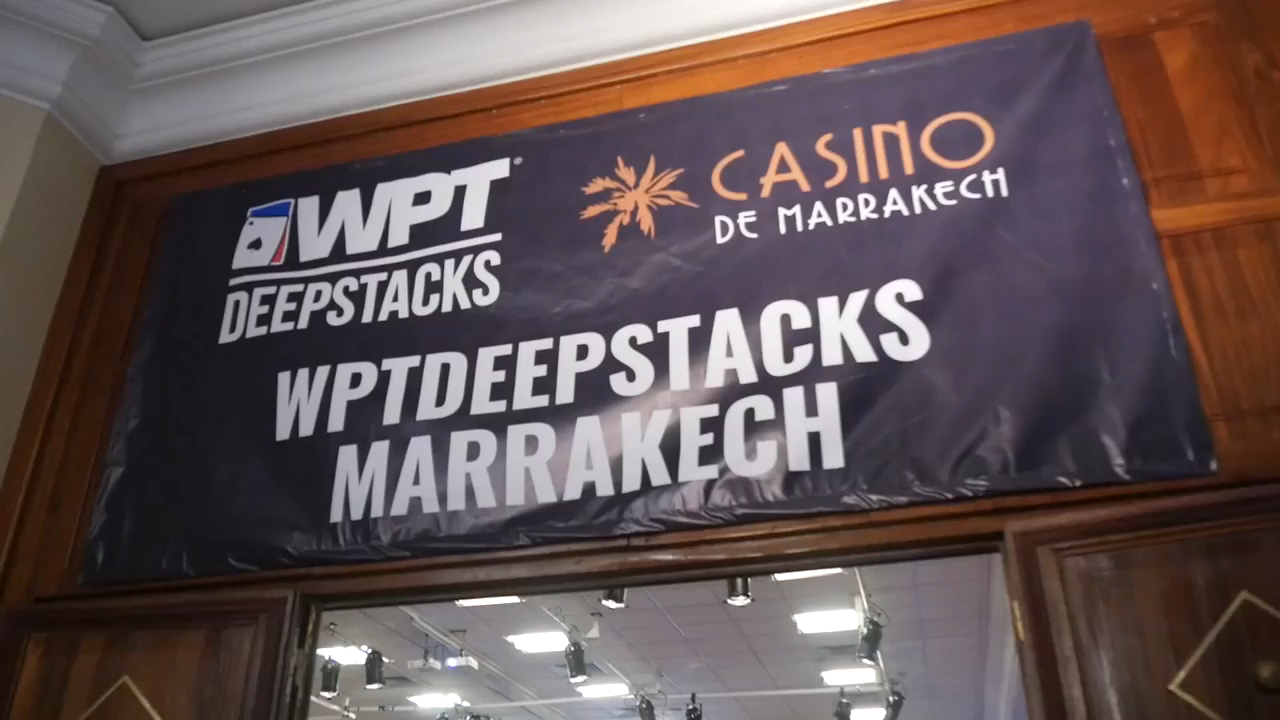 WPT®
DEEPSTACKS
CASINO
DE MARRAKECH
WPTDEEPSTACKS
MARRAKECH